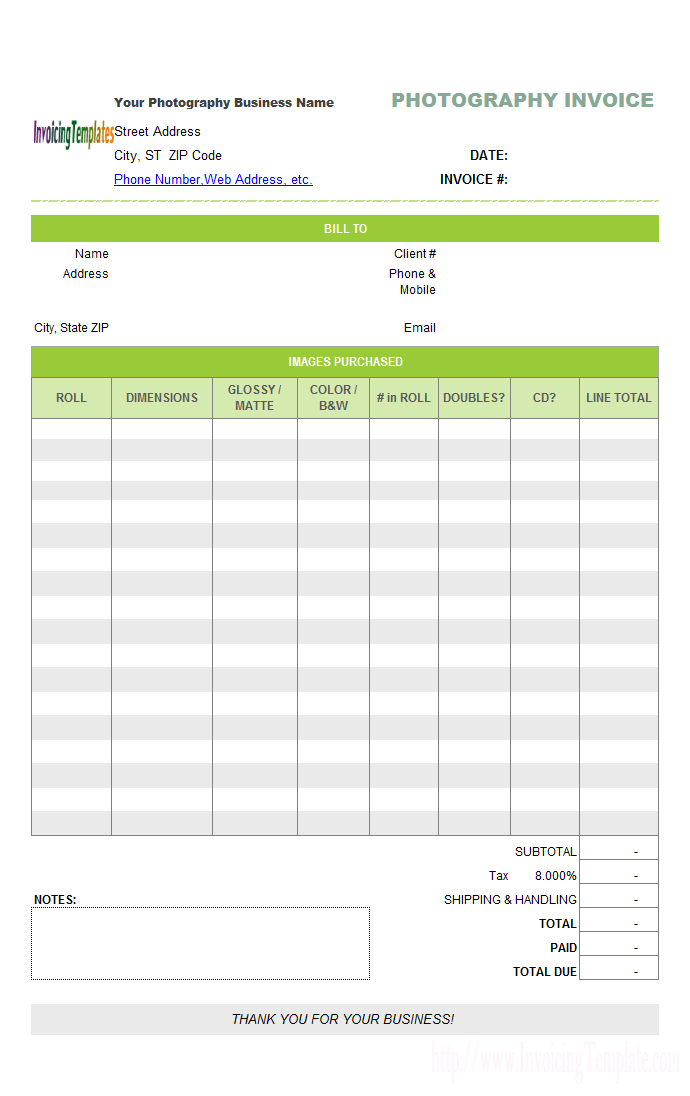 Your Photography Business Name
PHOTOGRAPHY INVOICE
InvoicingTemplates
Street Address
City, ST  ZIP Code
DATE:
Phone Number,Web Address, etc.
INVOICE #:
BILL TO
Name
Client #
Address
Phone &
Mobile
City, State ZIP
Email
IMAGES PURCHASED
ROLL
DIMENSIONS
GLOSSY /
MATTE
COLOR /
B&W
# in ROLL
DOUBLES?
CD?
LINE TOTAL
SUBTOTAL -
Tax 8.000% -
SHIPPING & HANDLING -
NOTES:
TOTAL -
PAID -
TOTAL DUE -
THANK YOU FOR YOUR BUSINESS!
http://www.InvoicingTemplate.com